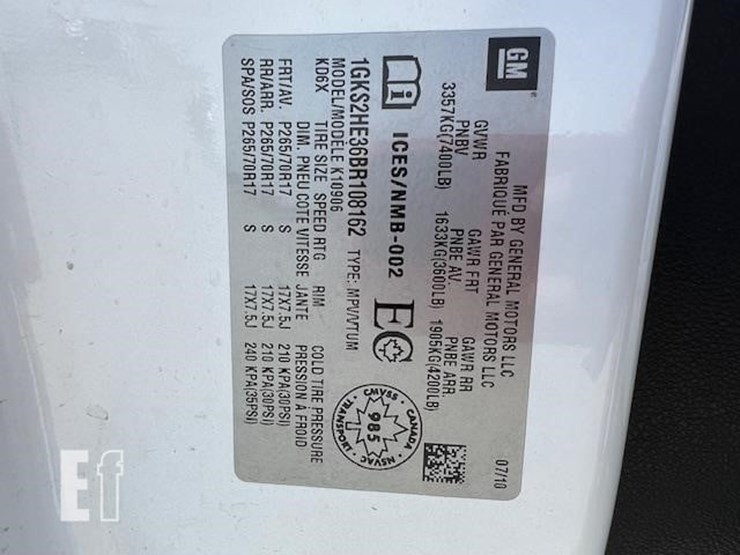 GM
MFD BY GENERAL MOTORS LLC 07/10
FABRIQUÉ PAR GENERAL MOTORS LLC
GVWR GAWR FRT GAWR RR
PNBV PNBE AV. PNBE ARR.
3357KG(7400LB) 1633KG(3600LB) 1905KG(4200LB)
i ICES/NMB-002 EC
CMVSS · CANADA · NSVAC · TRANSPORT ·
985
1GKS2HE36BR108162 TYPE: MPV/VTUM
MODEL/MODÈLE K10906
KD6X TIRE SIZE SPEED RTG RIM COLD TIRE PRESSURE
DIM. PNEU COTE VITESSE JANTE PRESSION À FROID
FRT/AV. P265/70R17 S 17X7.5J 210 KPA(30PSI)
RR/ARR. P265/70R17 S 17X7.5J 210 KPA(30PSI)
SPA/SOS P265/70R17 S 17X7.5J 240 KPA(35PSI)
Ef